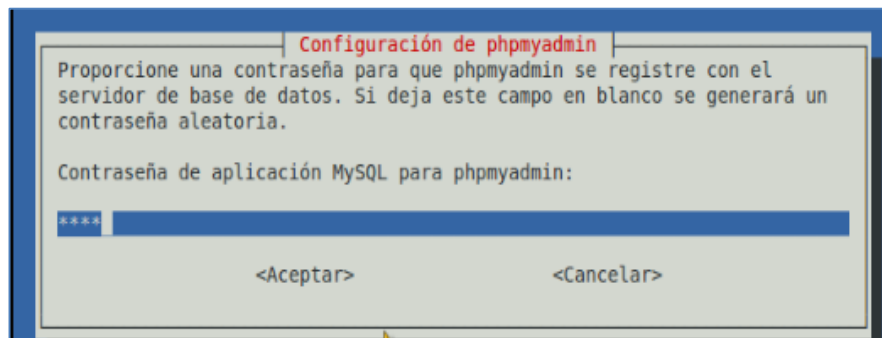 Configuración de phpmyadmin
Proporcione una contraseña para que phpmyadmin se registre con el
servidor de base de datos. Si deja este campo en blanco se generará un
contraseña aleatoria.
Contraseña de aplicación MySQL para phpmyadmin:
****
<Aceptar> <Cancelar>